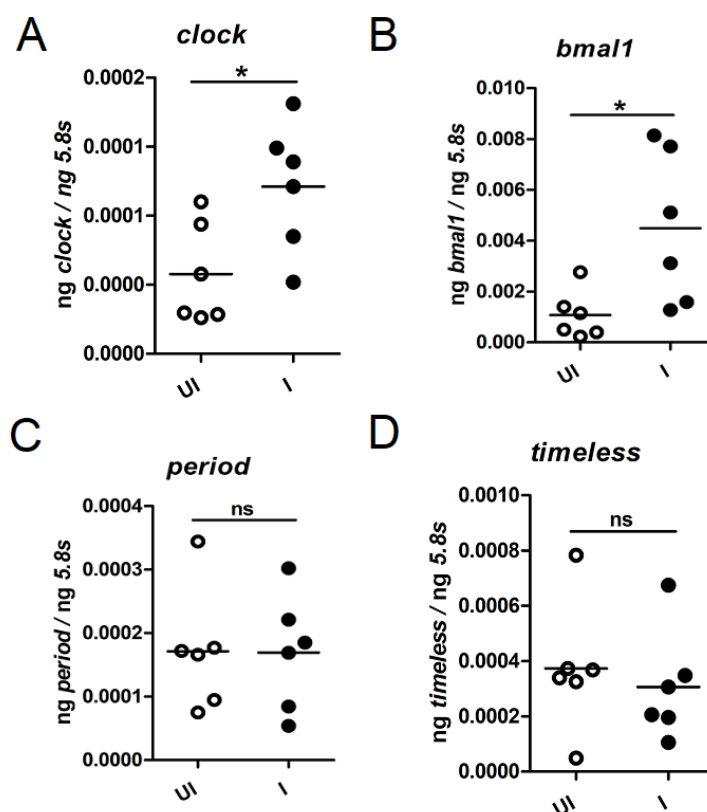 A
clock
ng clock / ng 5.8s
0.0002
0.0001
0.0001
0.0000
0.0000
*
UI
I
B
bmal1
ng bmal1 / ng 5.8s
0.010
0.008
0.006
0.004
0.002
0.000
*
UI
I
C
period
ng period / ng 5.8s
0.0004
0.0003
0.0002
0.0001
0.0000
ns
UI
I
D
timeless
ng timeless / ng 5.8s
0.0010
0.0008
0.0006
0.0004
0.0002
0.0000
ns
UI
I